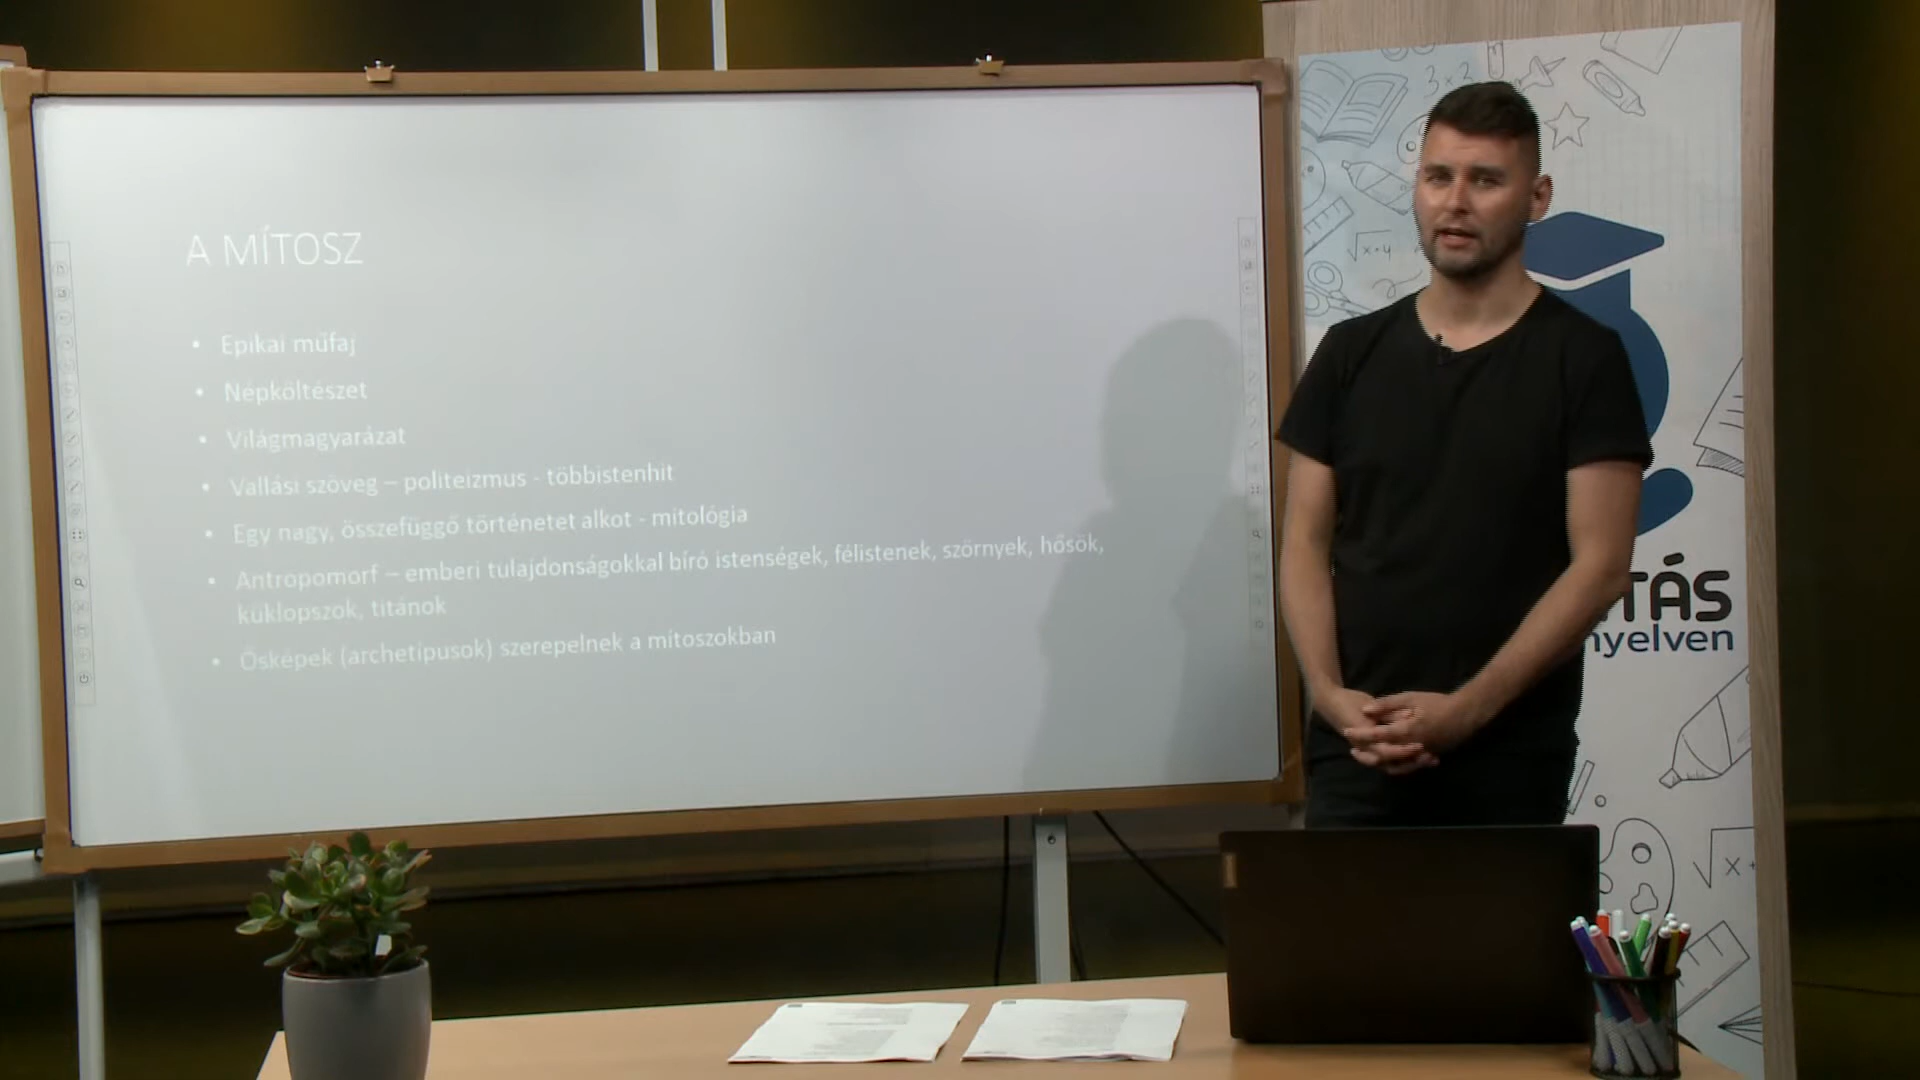 A MÍTOSZ
• Epikai műfaj
• Népköltészet
• Világmagyarázat
• Vallási szöveg – politeizmus - többistenhit
• Egy nagy, összefüggő történetet alkot - mitológia
• Antropomorf – emberi tulajdonságokkal bíró istenségek, félistenek, szörnyek, hősök,
kuklopszok, titánok
• Ősképek (archetípusok) szerepelnek a mítoszokban
TÁS
nyelven